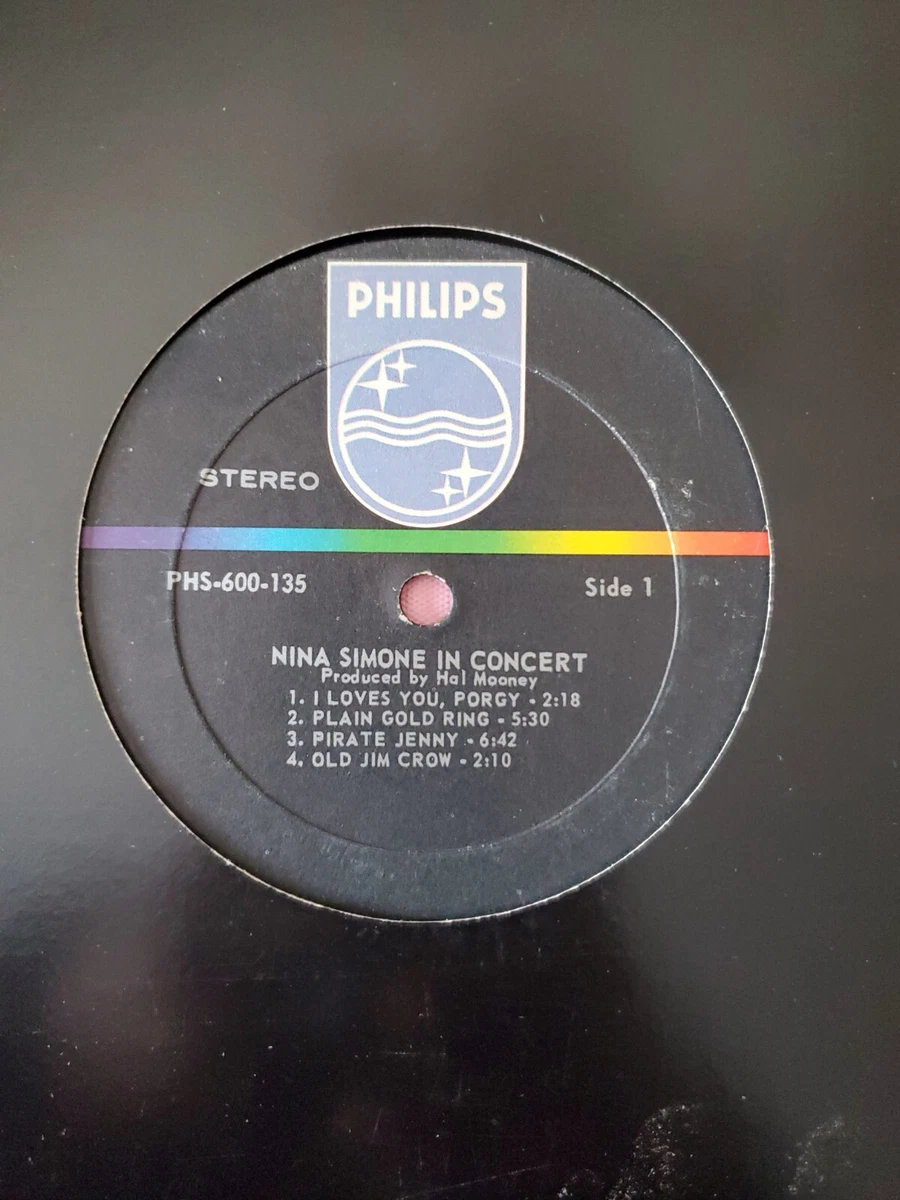 PHILIPS
STEREO
PHS-600-135
Side 1
NINA SIMONE IN CONCERT
Produced by Hal Mooney
1. I LOVES YOU, PORGY - 2:18
2. PLAIN GOLD RING - 5:30
3. PIRATE JENNY - 6:42
4. OLD JIM CROW - 2:10